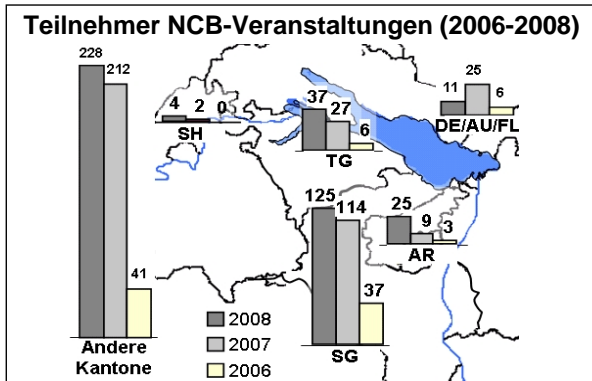 Teilnehmer NCB-Veranstaltungen (2006-2008)
228
212
41
Andere
Kantone
4
2
0
SH
37
27
6
TG
11
25
6
DE/AU/FL
125
114
37
SG
25
9
3
AR
2008
2007
2006